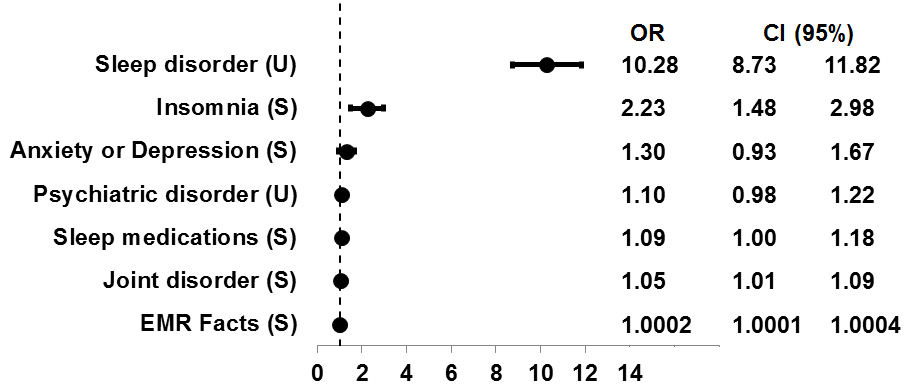 OR CI (95%)
Sleep disorder (U) 10.28 8.73 11.82
Insomnia (S) 2.23 1.48 2.98
Anxiety or Depression (S) 1.30 0.93 1.67
Psychiatric disorder (U) 1.10 0.98 1.22
Sleep medications (S) 1.09 1.00 1.18
Joint disorder (S) 1.05 1.01 1.09
EMR Facts (S) 1.0002 1.0001 1.0004
0 2 4 6 8 10 12 14